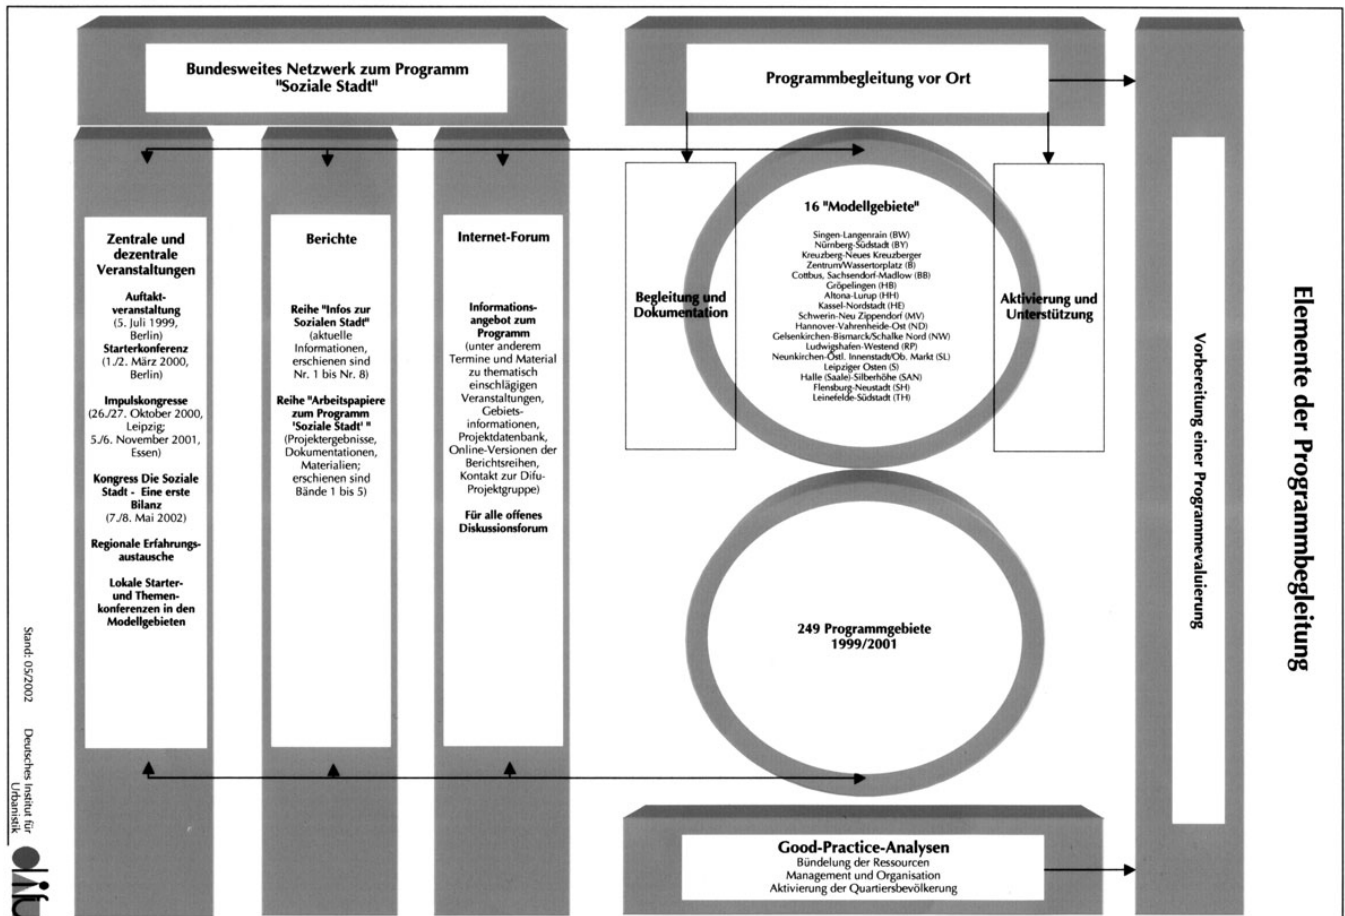 Elemente der Programmbegleitung
Bundesweites Netzwerk zum Programm
"Soziale Stadt"
Zentrale und
dezentrale
Veranstaltungen
Auftakt-
veranstaltung
(5. Juli 1999,
Berlin)
Starterkonferenz
(1./2. März 2000,
Berlin)
Impulskongresse
(26./27. Oktober 2000,
Leipzig;
5./6. November 2001,
Essen)
Kongress Die Soziale
Stadt - Eine erste
Bilanz
(7./8. Mai 2002)
Regionale Erfahrungs-
austausche
Lokale Starter-
und Themen-
konferenzen in den
Modellgebieten
Berichte
Reihe "Infos zur
Sozialen Stadt"
(aktuelle
Informationen,
erschienen sind
Nr. 1 bis Nr. 8)
Reihe "Arbeitspapiere
zum Programm
'Soziale Stadt' "
(Projektergebnisse,
Dokumentationen,
Materialien;
erschienen sind
Bände 1 bis 5)
Internet-Forum
Informations-
angebot zum
Programm
(unter anderem
Termine und Material
zu thematisch
einschlägigen
Veranstaltungen,
Gebiets-
informationen,
Projektdatenbank,
Online-Versionen der
Berichtsreihen,
Kontakt zur Difu-
Projektgruppe)
Für alle offenes
Diskussionsforum
Programmbegleitung vor Ort
Begleitung und
Dokumentation
16 "Modellgebiete"
Singen-Langenrain (BW)
Nürnberg-Südstadt (BY)
Kreuzberg-Neues Kreuzberger
Zentrum/Wassertorplatz (B)
Cottbus, Sachsendorf-Madlow (BB)
Gröpelingen (HB)
Altona-Lurup (HH)
Kassel-Nordstadt (HE)
Schwerin-Neu Zippendorf (MV)
Hannover-Vahrenheide-Ost (ND)
Gelsenkirchen-Bismarck/Schalke Nord (NW)
Ludwigshafen-Westend (RP)
Neunkirchen-Östl. Innenstadt/Ob. Markt (SL)
Leipziger Osten (S)
Halle (Saale)-Silberhöhe (SAN)
Flensburg-Neustadt (SH)
Leinefelde-Südstadt (TH)
Aktivierung und
Unterstützung
249 Programmgebiete
1999/2001
Good-Practice-Analysen
Bündelung der Ressourcen
Management und Organisation
Aktivierung der Quartiersbevölkerung
Vorbereitung einer Programmevaluierung
Stand: 05/2002 Deutsches Institut für
Urbanistik
difu